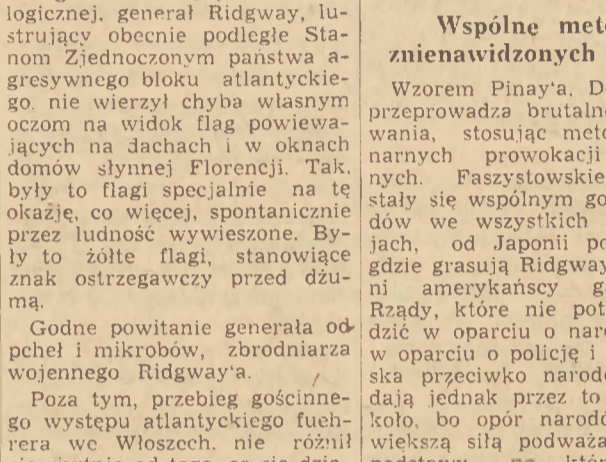 logicznej, generał Ridgway, lu-
strujący obecnie podległe Sta-
nom Zjednoczonym państwa a-
gresywnego bloku atlantyckie-
go, nie wierzył chyba własnym
oczom na widok flag powiewa-
jących na dachach i w oknach
domów słynnej Florencji. Tak,
były to flagi specjalnie na tę
okazję, co więcej, spontanicznie
przez ludność wywieszone. By-
ły to żółte flagi, stanowiące
znak ostrzegawczy przed dżu-
mą.
Godne powitanie generała od
pcheł i mikrobów, zbrodniarza
wojennego Ridgway'a.
Poza tym, przebieg gościnne-
go występu atlantyckiego fueh-
rera we Włoszech, nie różnił
Wspólne met
znienawidzonych
Wzorem Pinay'a, D
przeprowadza brutaln
wania, stosując meto
narnych prowokacji
nych. Faszystowskie
stały się wspólnym go
dów we wszystkich
jach, od Japonii po
gdzie grasują Ridgway
ni amerykańscy g
Rządy, które nie pot
dzić w oparciu o naro
w oparciu o policję i
ska przeciwko narodo
dają jednak przez to
koło, bo opór narodó
większą siłą podważa